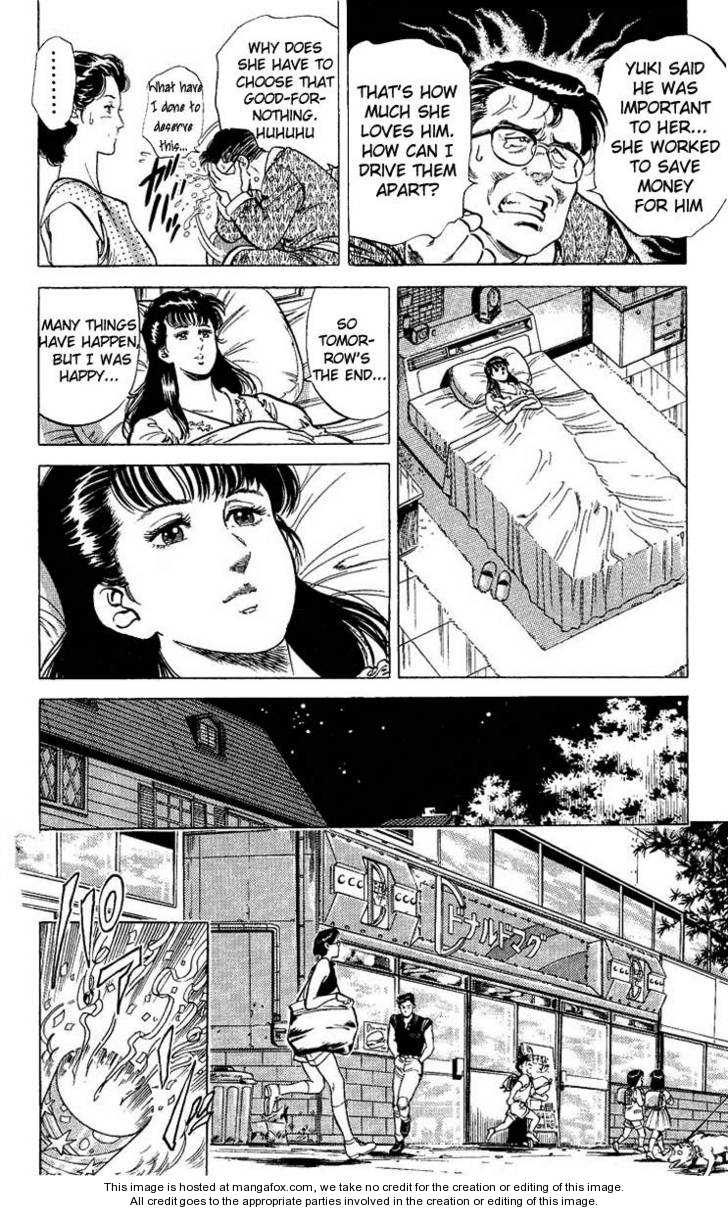 YUKI SAID
HE WAS
IMPORTANT
TO HER...
SHE WORKED
TO SAVE
MONEY
FOR HIM
THAT'S HOW
MUCH SHE
LOVES HIM.
HOW CAN I
DRIVE THEM
APART?
WHY DOES
SHE HAVE TO
CHOOSE THAT
GOOD-FOR-
NOTHING.
HUHUHU
What have
I done to
deserve
this...
........
SO
TOMOR-
ROW'S
THE END...
MANY THINGS
HAVE HAPPEN,
BUT I WAS
HAPPY...
ドナルドマグ
This image is hosted at mangafox.com, we take no credit for the creation or editing of this image.
All credit goes to the appropriate parties involved in the creation or editing of this image.